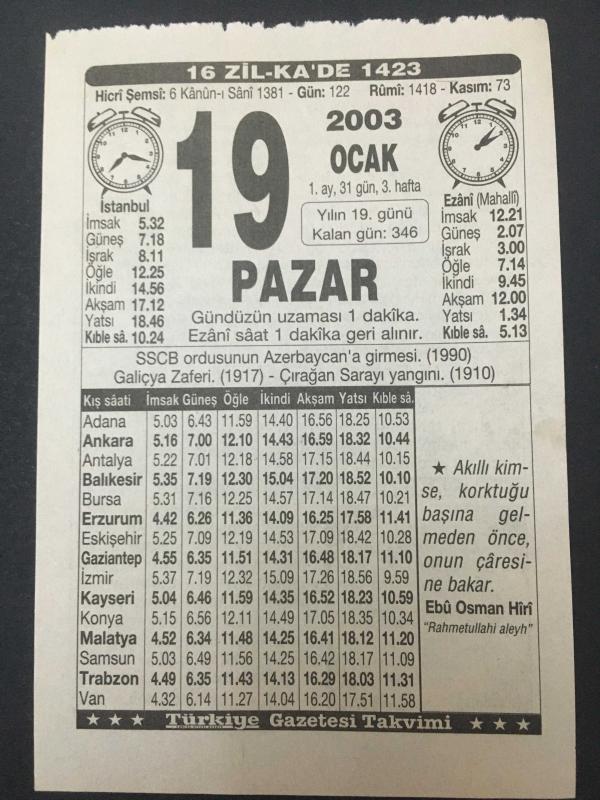 16 ZİL-KA'DE 1423
Hicrî Şemsî: 6 Kânûn-ı Sânî 1381 - Gün: 122 Rûmî: 1418 - Kasım: 73
19
2003
OCAK
1. ay, 31 gün, 3. hafta
Yılın 19. günü
Kalan gün: 346
PAZAR
Gündüzün uzaması 1 dakîka.
Ezânî sâat 1 dakîka geri alınır.
İstanbul
İmsak 5.32
Güneş 7.18
İşrak 8.11
Öğle 12.25
İkindi 14.56
Akşam 17.12
Yatsı 18.46
Kıble sâ. 10.24
Ezânî (Mahallî)
İmsak 12.21
Güneş 2.07
İşrak 3.00
Öğle 7.14
İkindi 9.45
Akşam 12.00
Yatsı 1.34
Kıble sâ. 5.13
SSCB ordusunun Azerbaycan'a girmesi. (1990)
Galiçya Zaferi. (1917) - Çırağan Sarayı yangını. (1910)
Kış sâati İmsak Güneş Öğle İkindi Akşam Yatsı Kıble sâ.
Adana 5.03 6.43 11.59 14.40 16.56 18.25 10.53
Ankara 5.16 7.00 12.10 14.43 16.59 18.32 10.44
Antalya 5.22 7.01 12.18 14.58 17.15 18.44 10.15
Balıkesir 5.35 7.19 12.30 15.04 17.20 18.52 10.10
Bursa 5.31 7.16 12.25 14.57 17.14 18.47 10.21
Erzurum 4.42 6.26 11.36 14.09 16.25 17.58 11.41
Eskişehir 5.25 7.09 12.19 14.53 17.09 18.42 10.28
Gaziantep 4.55 6.35 11.51 14.31 16.48 18.17 11.10
İzmir 5.37 7.19 12.32 15.09 17.26 18.56 9.59
Kayseri 5.04 6.46 11.59 14.35 16.52 18.23 10.59
Konya 5.15 6.56 12.11 14.49 17.05 18.35 10.34
Malatya 4.52 6.34 11.48 14.25 16.41 18.12 11.20
Samsun 5.03 6.49 11.56 14.25 16.42 18.17 11.09
Trabzon 4.49 6.35 11.43 14.13 16.29 18.03 11.31
Van 4.32 6.14 11.27 14.04 16.20 17.51 11.58
★ Akıllı kim-
se, korktuğu
başına gel-
meden önce,
onun çâresi-
ne bakar.
Ebû Osman Hîrî
"Rahmetullahi aleyh"
★ ★ ★ Türkiye Gazetesi Takvimi ★ ★ ★